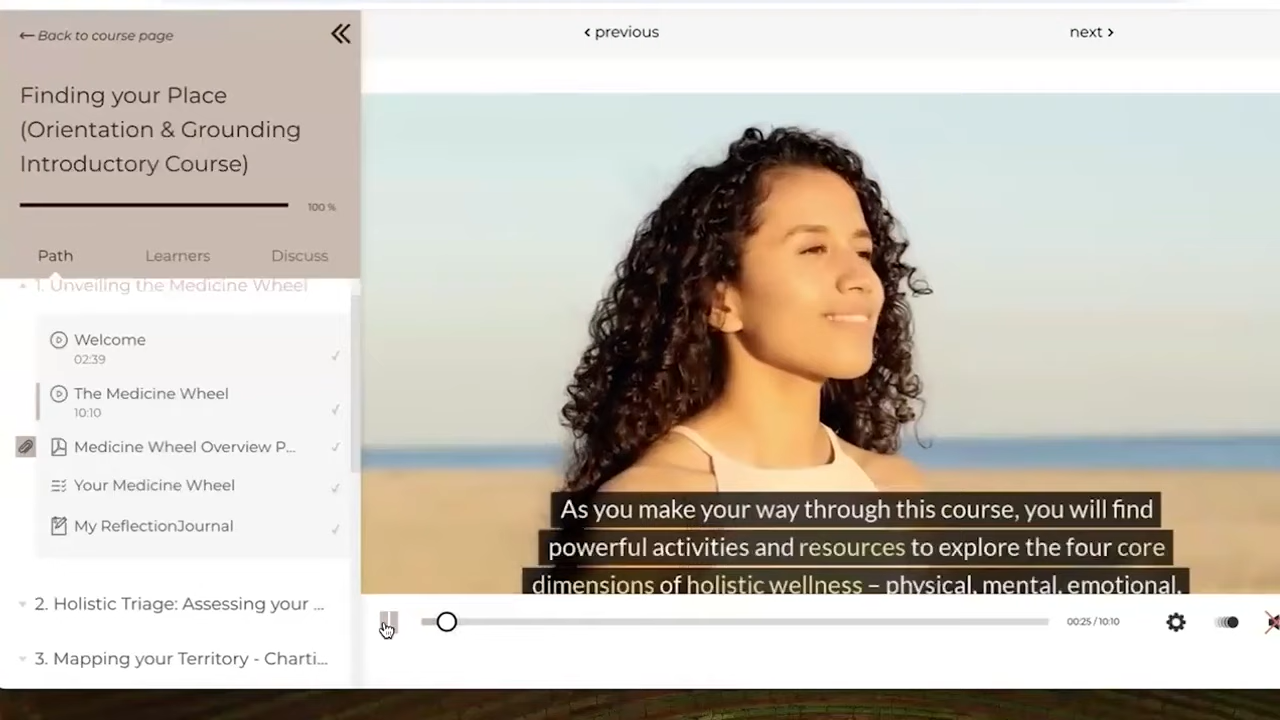 Back to course page
Finding your Place
(Orientation & Grounding
Introductory Course)
100 %
Path
Learners
Discuss
1. Unveiling the Medicine Wheel
Welcome
02:39
The Medicine Wheel
10:10
Medicine Wheel Overview P...
Your Medicine Wheel
My ReflectionJournal
2. Holistic Triage: Assessing your ...
3. Mapping your Territory - Charti...
previous
next
As you make your way through this course, you will find
powerful activities and resources to explore the four core
dimensions of holistic wellness – physical, mental, emotional,
00:25 / 10:10